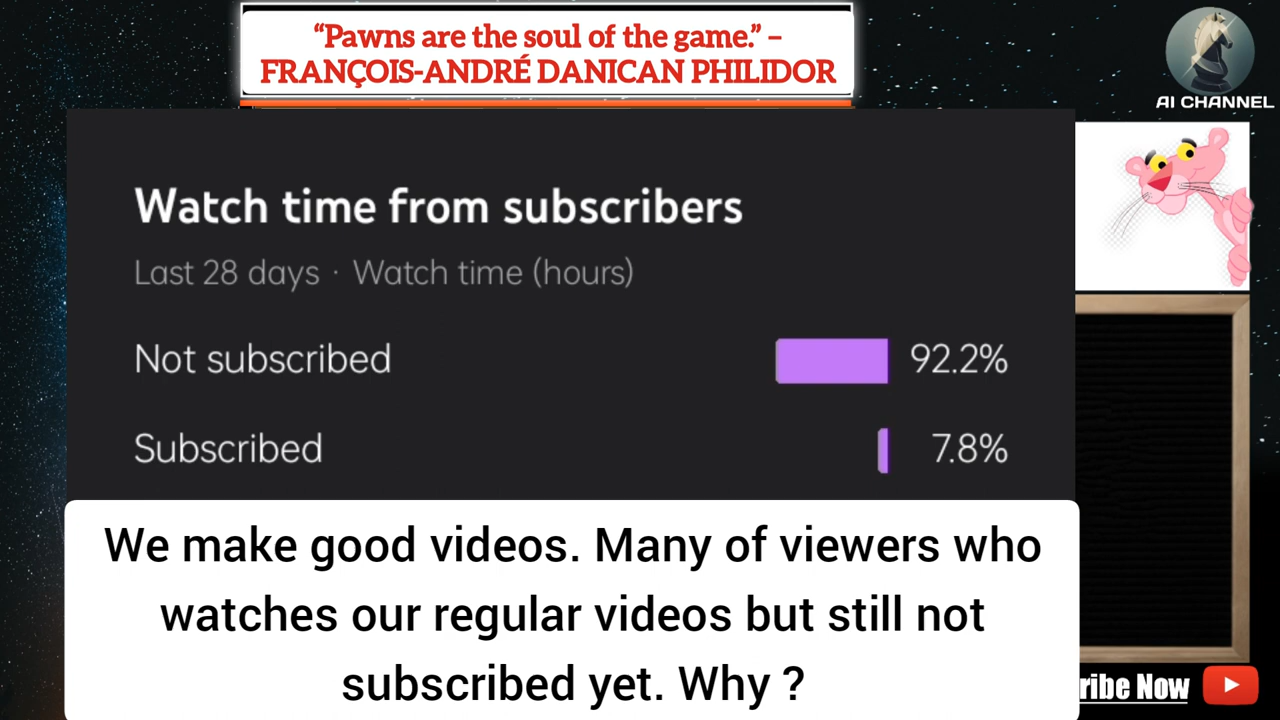 “Pawns are the soul of the game.” –
FRANÇOIS-ANDRÉ DANICAN PHILIDOR
AI CHANNEL
Watch time from subscribers
Last 28 days · Watch time (hours)
Not subscribed 92.2%
Subscribed 7.8%
We make good videos. Many of viewers who
watches our regular videos but still not
subscribed yet. Why ?
ribe Now